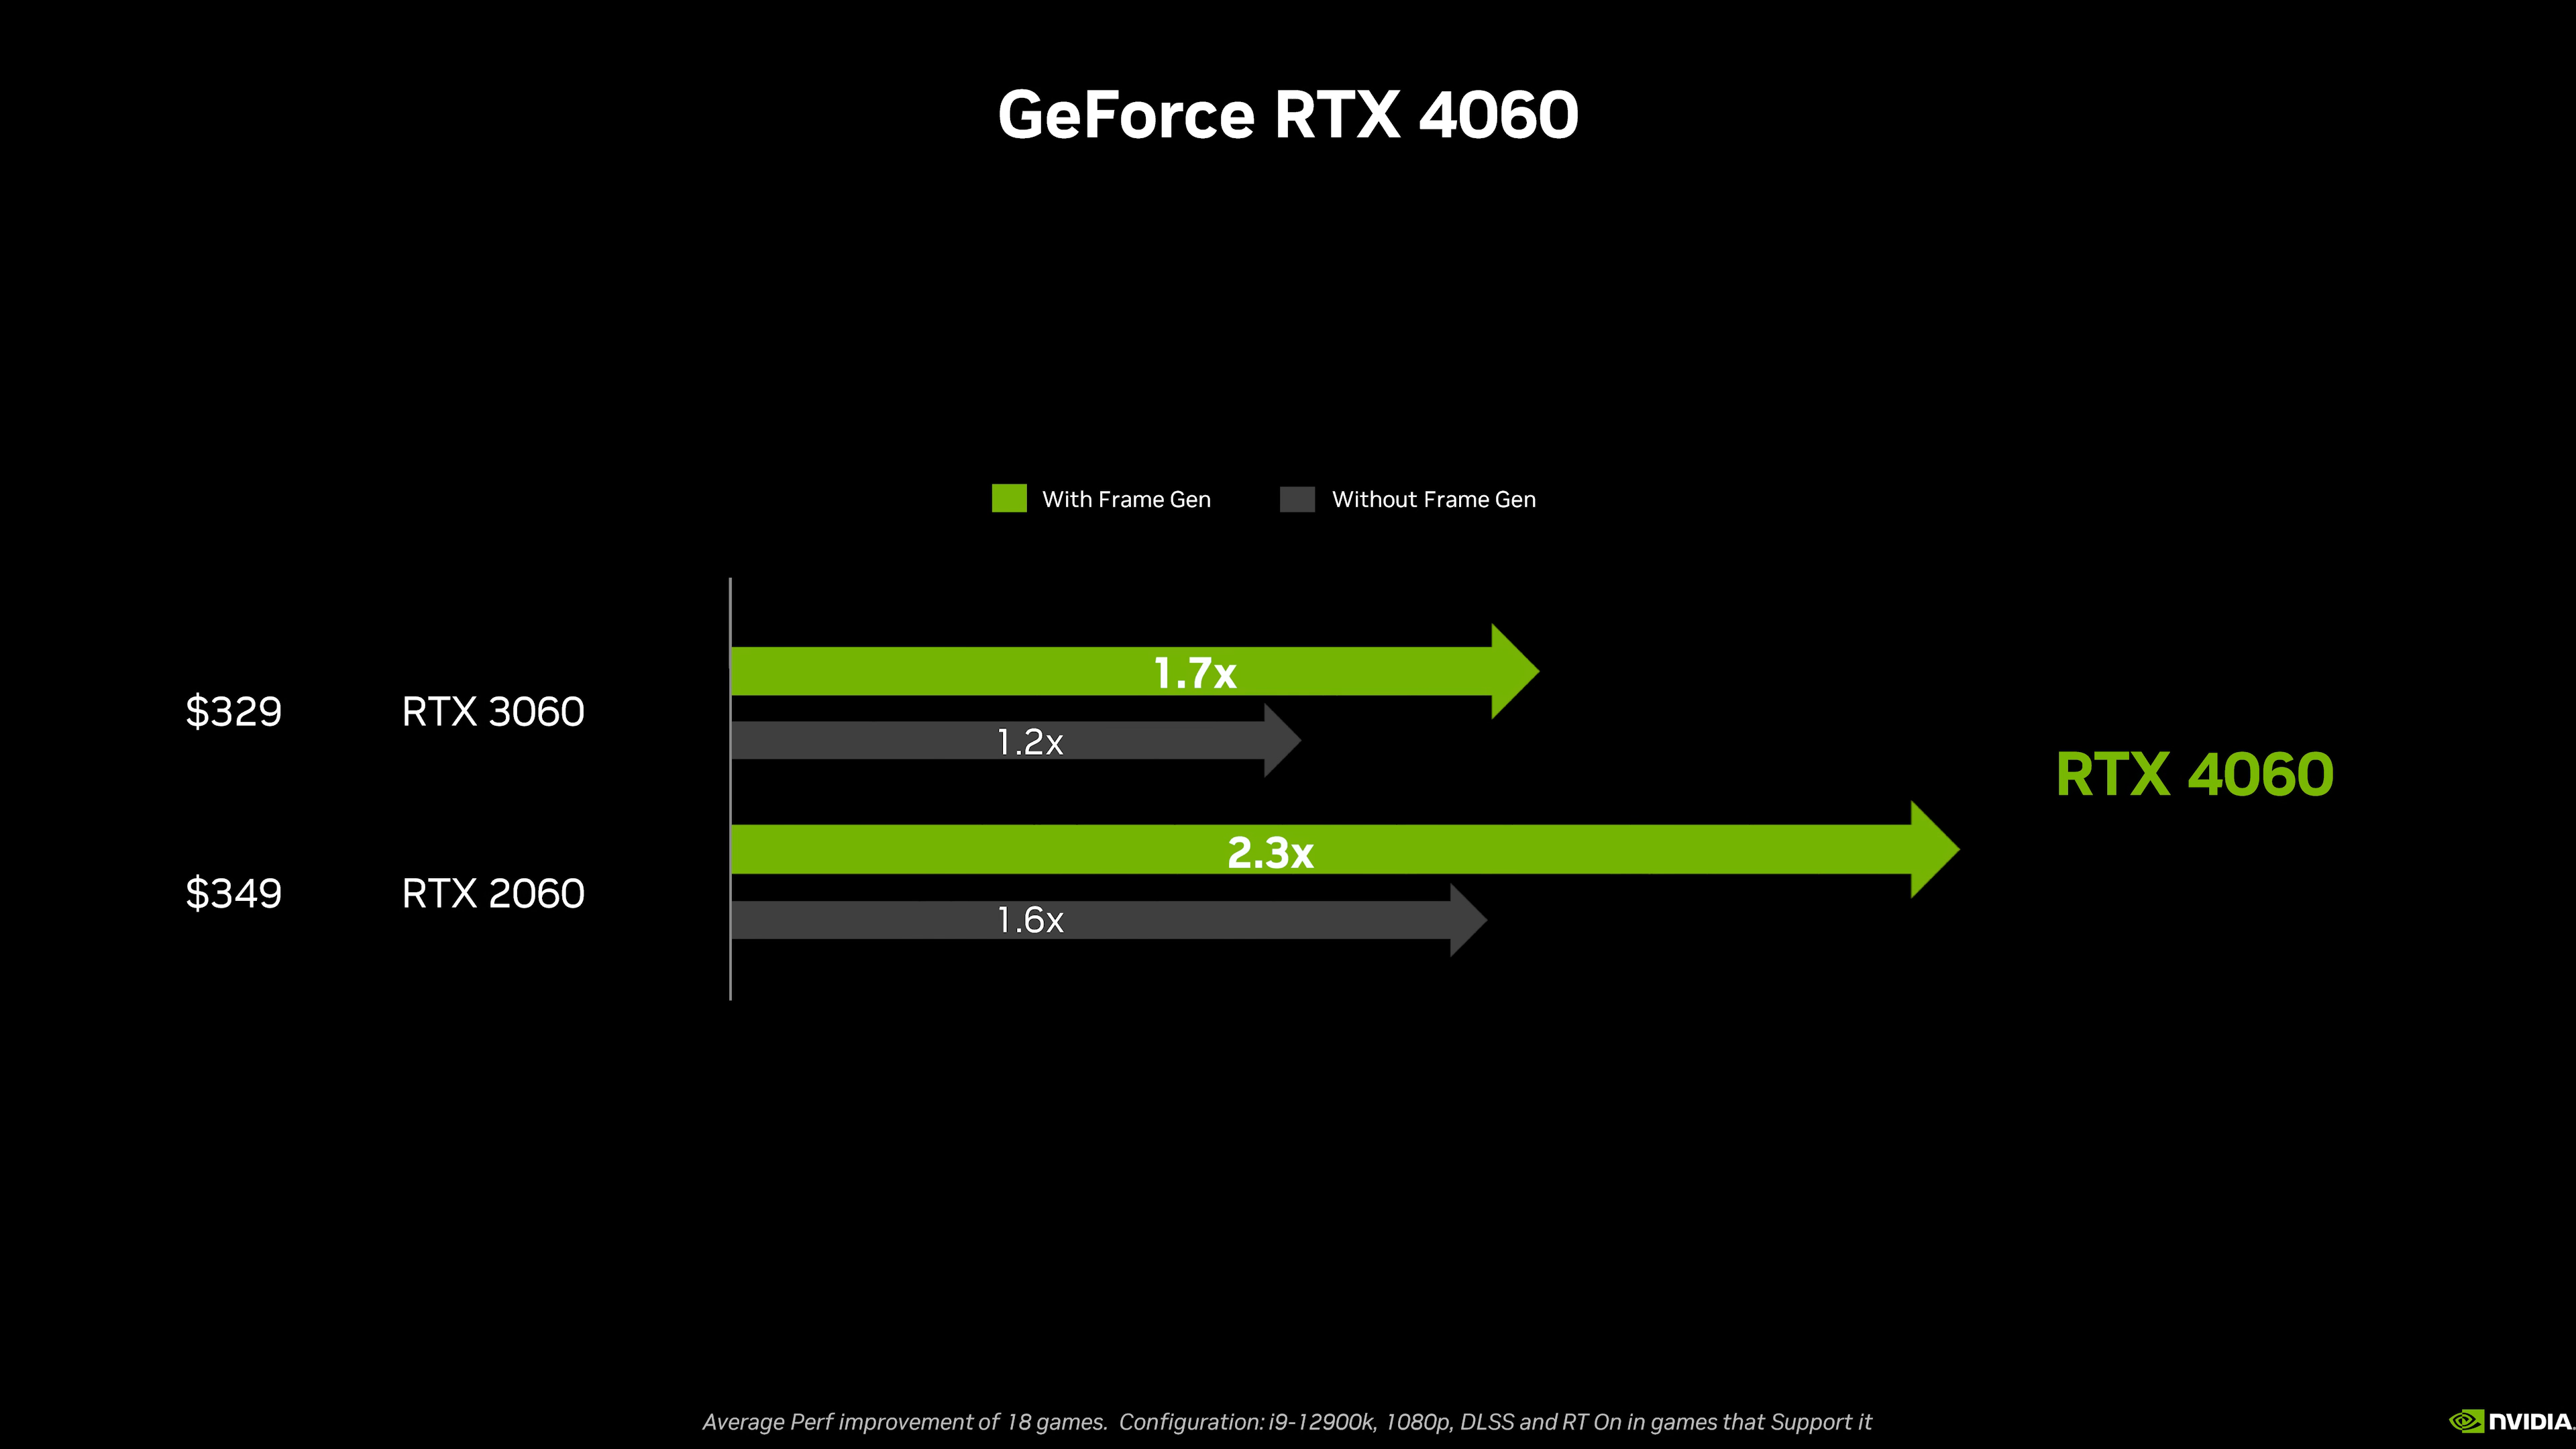 GeForce RTX 4060
With Frame Gen
Without Frame Gen
1.7x
$329 RTX 3060
1.2x
RTX 4060
2.3x
$349 RTX 2060
1.6x
Average Perf improvement of 18 games. Configuration: i9-12900k, 1080p, DLSS and RT On in games that Support it
NVIDIA.